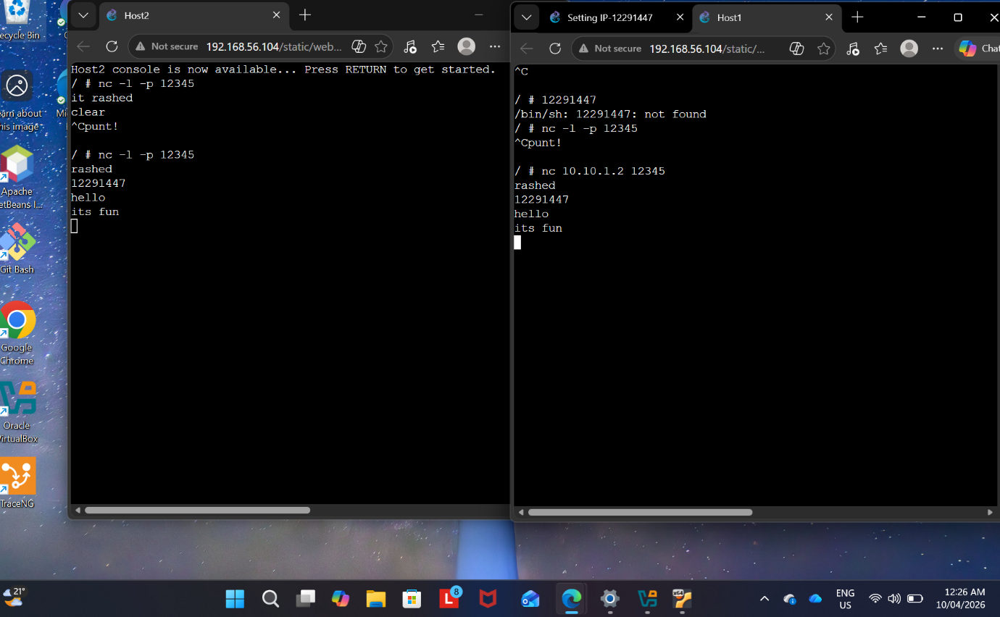 Host2
Not secure 192.168.56.104/static/web...
Host2 console is now available... Press RETURN to get started.
/ # nc -l -p 12345
it rashed
clear
^Cpunt!
/ # nc -l -p 12345
rashed
12291447
hello
its fun
Setting IP-12291447
Host1
Not secure 192.168.56.104/static/...
Chat
^C
/ # 12291447
/bin/sh: 12291447: not found
/ # nc -l -p 12345
^Cpunt!
/ # nc 10.10.1.2 12345
rashed
12291447
hello
its fun
ecycle Bin
earn about
his image
Mi
Apache
etBeans I...
Git Bash
Google
Chrome
Oracle
VirtualBox
TraceNG
21°
L
8
x64
ENG
US
12:26 AM
10/04/2026